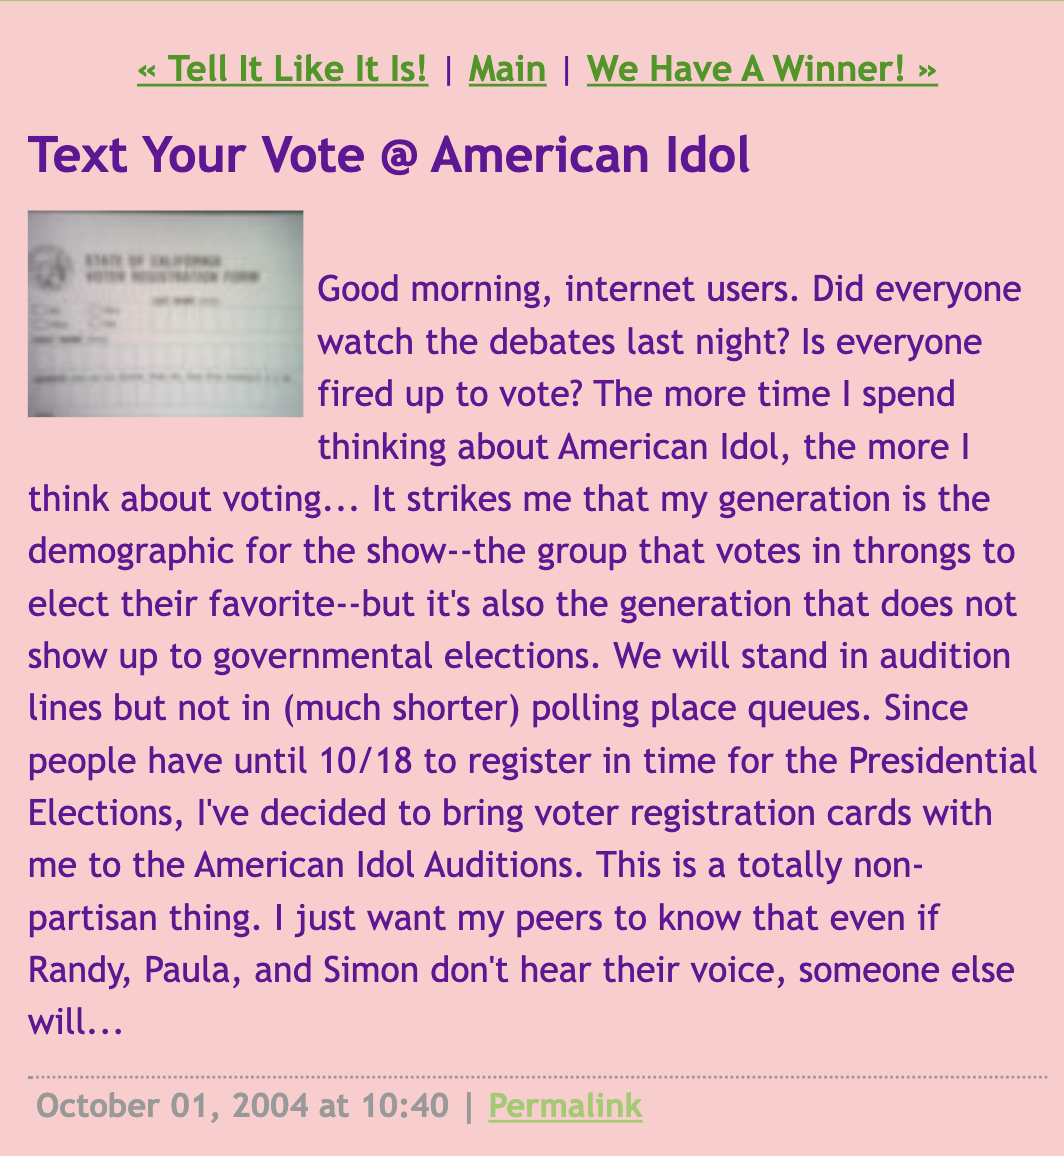 « Tell It Like It Is! | Main | We Have A Winner! »
Text Your Vote @ American Idol
STATE OF CALIFORNIA
VOTER REGISTRATION FORM
Good morning, internet users. Did everyone
watch the debates last night? Is everyone
fired up to vote? The more time I spend
thinking about American Idol, the more I
think about voting... It strikes me that my generation is the
demographic for the show--the group that votes in throngs to
elect their favorite--but it's also the generation that does not
show up to governmental elections. We will stand in audition
lines but not in (much shorter) polling place queues. Since
people have until 10/18 to register in time for the Presidential
Elections, I've decided to bring voter registration cards with
me to the American Idol Auditions. This is a totally non-
partisan thing. I just want my peers to know that even if
Randy, Paula, and Simon don't hear their voice, someone else
will...
October 01, 2004 at 10:40 | Permalink